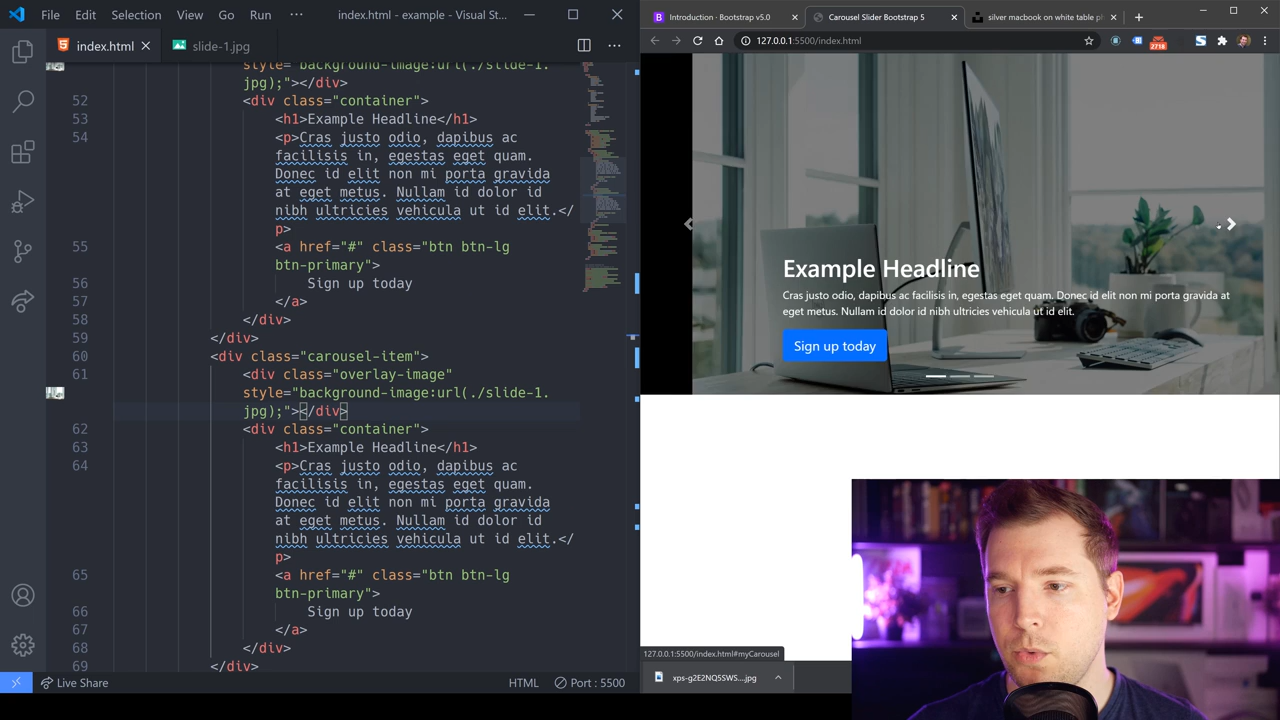 File Edit Selection View Go Run ··· index.html - example - Visual St...
index.html slide-1.jpg
style="background-image:url(./slide-1.
jpg);"></div>
52 <div class="container">
53 <h1>Example Headline</h1>
54 <p>Cras justo odio, dapibus ac
facilisis in, egestas eget quam.
Donec id elit non mi porta gravida
at eget metus. Nullam id dolor id
nibh ultricies vehicula ut id elit.</
p>
55 <a href="#" class="btn btn-lg
btn-primary">
56 Sign up today
57 </a>
58 </div>
59 </div>
60 <div class="carousel-item">
61 <div class="overlay-image"
style="background-image:url(./slide-1.
jpg);"></div>
62 <div class="container">
63 <h1>Example Headline</h1>
64 <p>Cras justo odio, dapibus ac
facilisis in, egestas eget quam.
Donec id elit non mi porta gravida
at eget metus. Nullam id dolor id
nibh ultricies vehicula ut id elit.</
p>
65 <a href="#" class="btn btn-lg
btn-primary">
66 Sign up today
67 </a>
68 </div>
69 </div>
Live Share HTML Port : 5500
Introduction · Bootstrap v5.0 Carousel Slider Bootstrap 5 silver macbook on white table ph
127.0.0.1:5500/index.html 2718
Example Headline
Cras justo odio, dapibus ac facilisis in, egestas eget quam. Donec id elit non mi porta gravida at
eget metus. Nullam id dolor id nibh ultricies vehicula ut id elit.
Sign up today
127.0.0.1:5500/index.html#myCarousel
xps-g2E2NQ5SWS....jpg